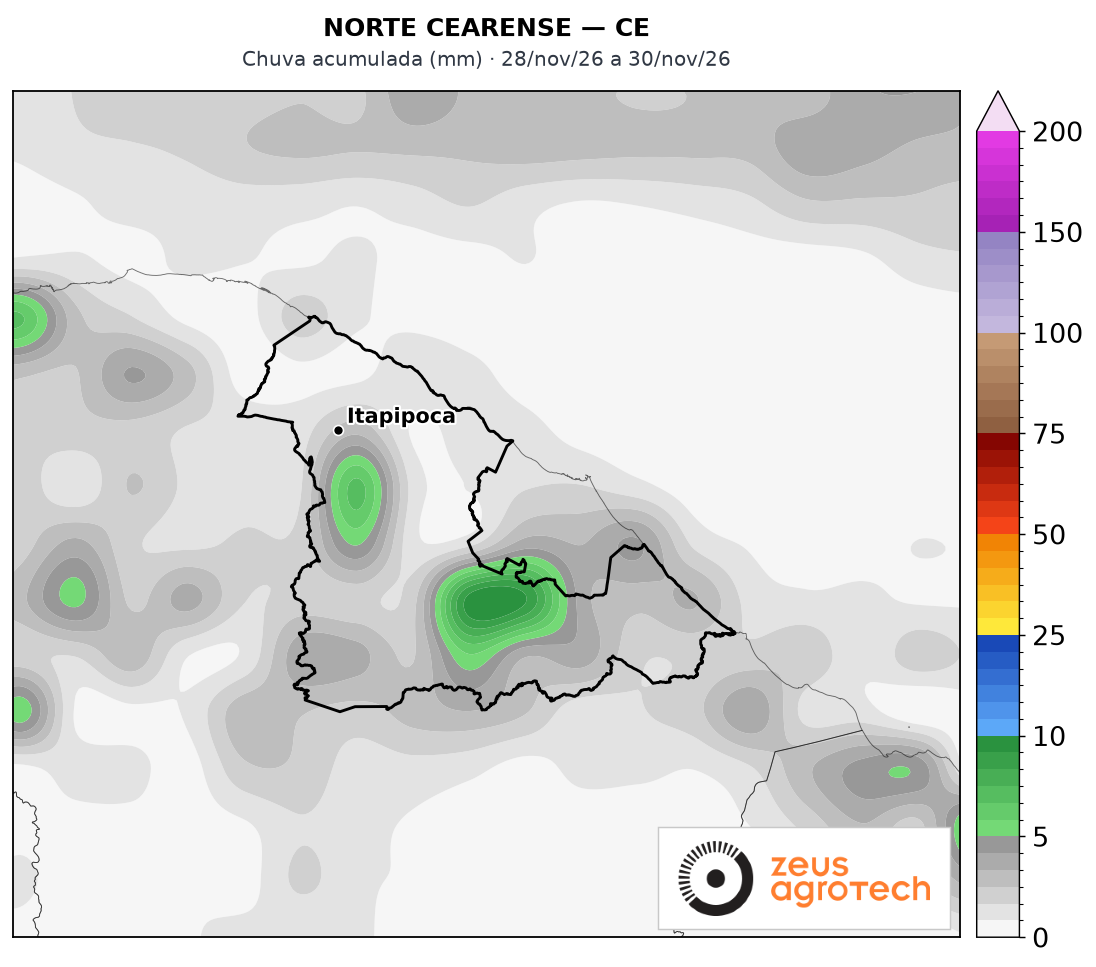 NORTE CEARENSE — CE
Chuva acumulada (mm) · 28/nov/26 a 30/nov/26
Itapipoca
200
150
100
75
50
25
10
5
0
zeus
agrotech